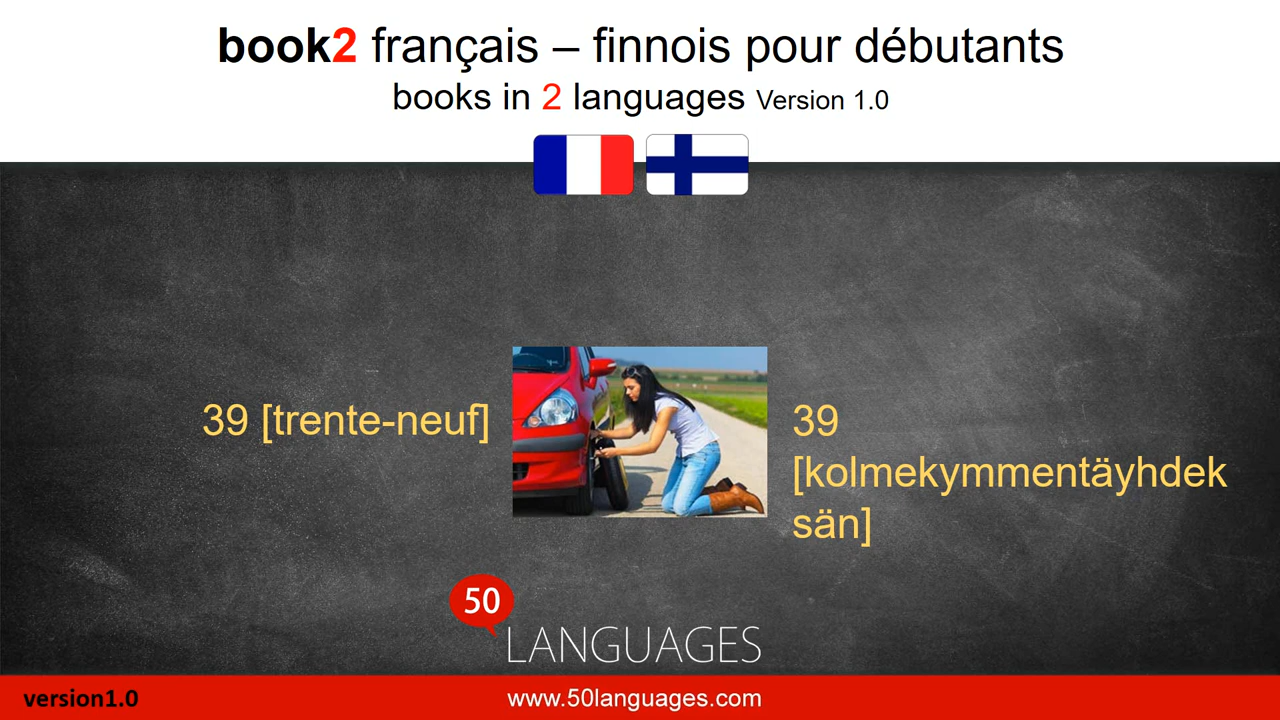 book2 français – finnois pour débutants
books in 2 languages Version 1.0
39 [trente-neuf]
39
[kolmekymmentäyhdek
sän]
50
LANGUAGES
version1.0
www.50languages.com